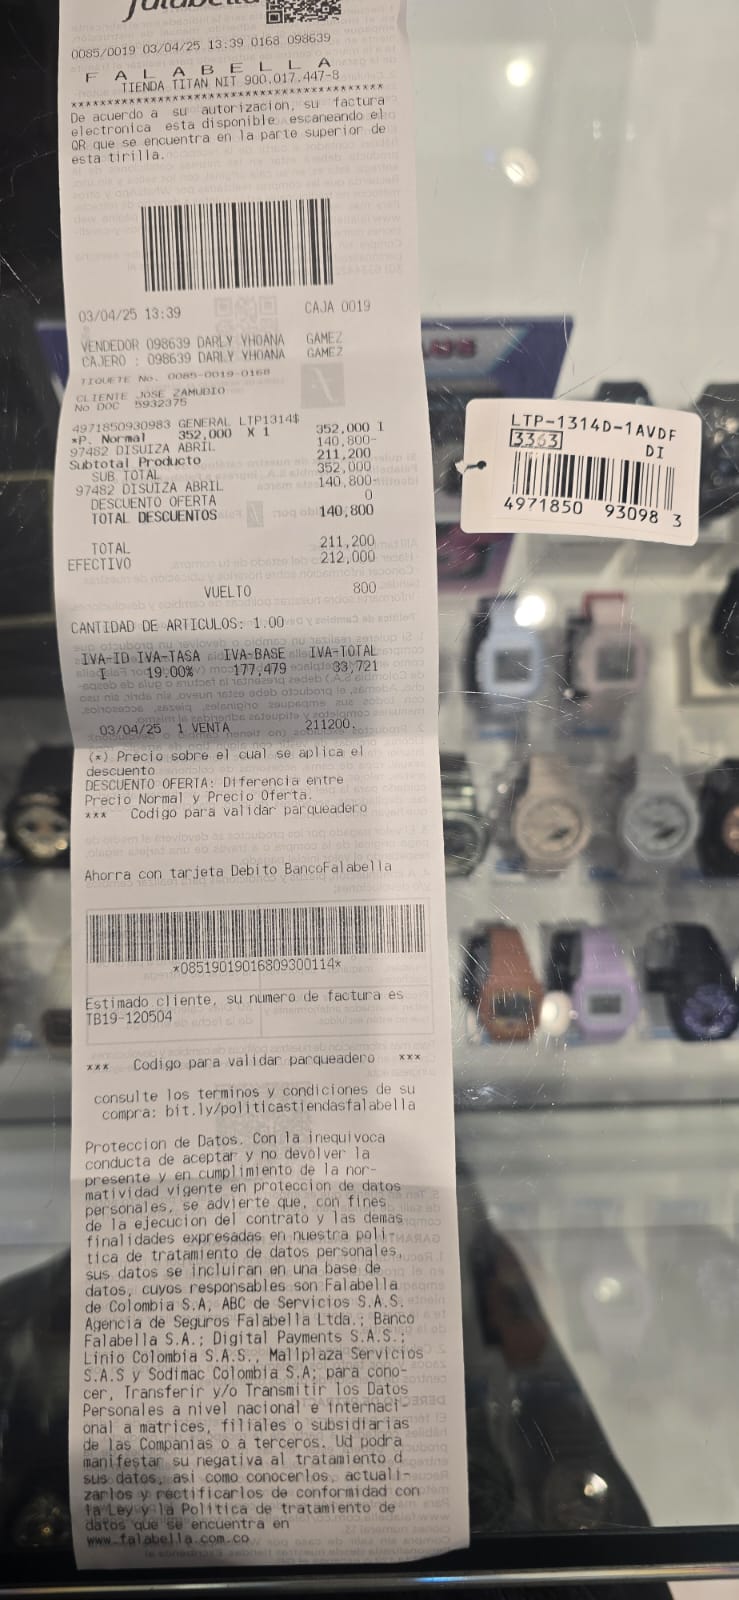 falabella
0085/0019 03/04/25 13:39 0168 098639
F A L A B E L L A
TIENDA TITAN NIT 900.017.447-8
****************************************
De acuerdo a su autorizacion, su factura
electronica esta disponible escaneando el
QR que se encuentra en la parte superior de
esta tirilla.
03/04/25 13:39 CAJA 0019
VENDEDOR 098639 DARLY YHOANA GAMEZ
CAJERO : 098639 DARLY YHOANA GAMEZ
TIQUETE No. 0085-0019-0168
CLIENTE JOSE ZAMUDIO
No DOC 5932375
4971850930983 GENERAL LTP1314$
*P. Normal 352,000 X 1 352,000 I
97482 DISUIZA ABRIL 140,800-
Subtotal Producto 211,200
SUB TOTAL 352,000
97482 DISUIZA ABRIL 140,800-
DESCUENTO OFERTA 0
TOTAL DESCUENTOS 140,800
TOTAL 211,200
EFECTIVO 212,000
VUELTO 800
CANTIDAD DE ARTICULOS: 1.00
IVA-ID IVA-TASA IVA-BASE IVA-TOTAL
I 19.00% 177,479 33,721
03/04/25 1 VENTA 211200.
(*) Precio sobre el cual se aplica el
descuento
DESCUENTO OFERTA: Diferencia entre
Precio Normal y Precio Oferta.
*** Codigo para validar parqueadero
Ahorra con tarjeta Debito BancoFalabella
*08519019016809300114*
Estimado cliente, su numero de factura es
TB19-120504
*** Codigo para validar parqueadero ***
consulte los terminos y condiciones de su
compra: bit.ly/politicastiendasfalabella
Proteccion de Datos. Con la inequivoca
conducta de aceptar y no devolver la
presente y en cumplimiento de la nor-
matividad vigente en proteccion de datos
personales, se advierte que, con fines
de la ejecucion del contrato y las demas
finalidades expresadas en nuestra poli-
tica de tratamiento de datos personales,
sus datos se incluiran en una base de
datos, cuyos responsables son Falabella
de Colombia S.A, ABC de Servicios S.A.S.
Agencia de Seguros Falabella Ltda.; Banco
Falabella S.A.; Digital Payments S.A.S.;
Linio Colombia S.A.S., Mallplaza Servicios
S.A.S y Sodimac Colombia S.A; para cono-
cer, Transferir y/o Transmitir los Datos
Personales a nivel nacional e internaci-
onal a matrices, filiales o subsidiarias
de las Companias o a terceros. Ud podra
manifestar su negativa al tratamiento d
sus datos, asi como conocerlos, actuali-
zarlos y rectificarlos de conformidad con
la Ley y la Politica de tratamiento de
datos que se encuentra en
www.falabella.com.co
LTP-1314D-1AVDF
3363 DI
4971850 93098 3